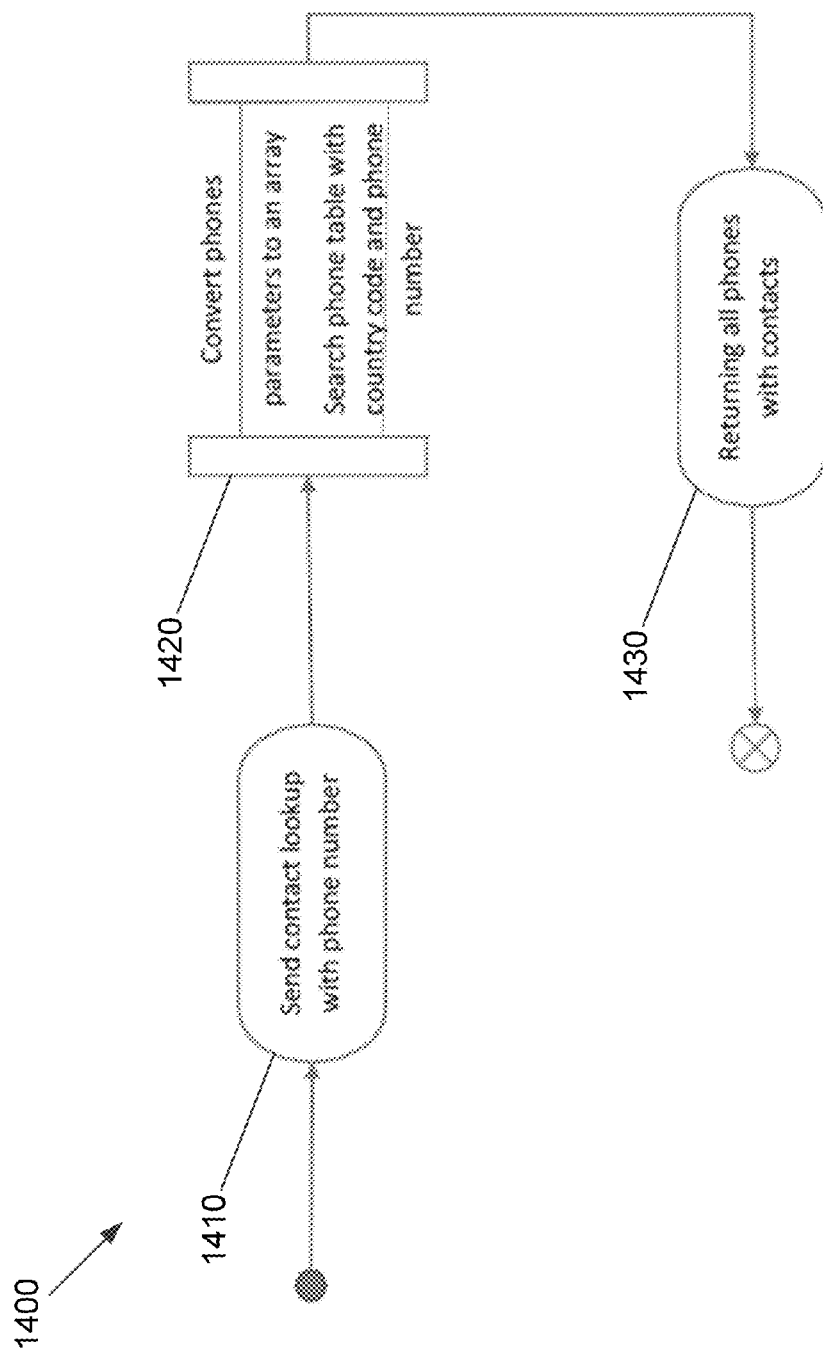 1400
1410
Send contact lookup
with phone number
1420
Convert phones
parameters to an array
Search phone table with
country code and phone
number
1430
Returning all phones
with contacts